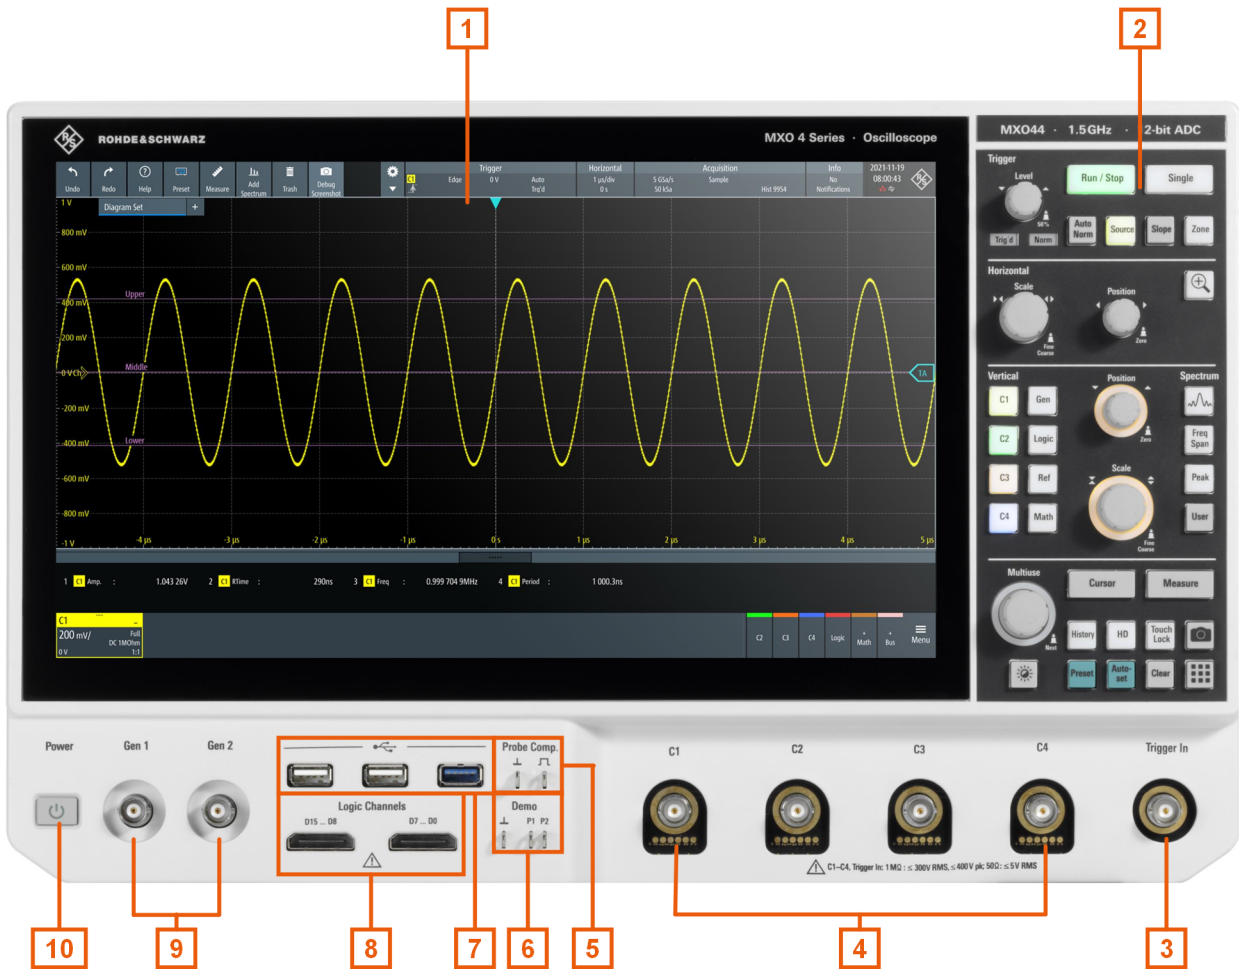 1
2
R&S
ROHDE&SCHWARZ
MXO 4 Series · Oscilloscope
MXO44 · 1.5GHz · 2-bit ADC
Undo
Redo
Help
Preset
Measure
Add
Spectrum
Trash
Debug
Screenshot
Trigger
C1 Edge 0 V Auto
Trg'd
Horizontal
1 µs/div
0 s
Acquisition
5 GSa/s Sample
50 kSa Hist 9954
Info
No
Notifications
2021-11-19
08:00:43
Diagram Set +
1 V
800 mV
600 mV
400 mV
200 mV
0 V C1
-200 mV
-400 mV
-600 mV
-800 mV
-1 V
Upper
Middle
Lower
TA
-4 µs
-3 µs
-2 µs
-1 µs
0 s
1 µs
2 µs
3 µs
4 µs
5 µs
1 C1 Amp. : 1.043 26V 2 C1 RTime : 290ns 3 C1 Freq : 0.999 704 9MHz 4 C1 Period : 1 000.3ns
C1
200 mV/ Full
DC 1MOhm
0 V 1:1
C2
C3
C4
Logic
+
Math
+
Bus
Menu
Trigger
Level
50%
Run / Stop
Single
Trig'd
Norm
Auto
Norm
Source
Slope
Zone
Horizontal
Scale
Position
Fine
Coarse
Zero
Vertical
Position
Spectrum
C1
Gen
C2
Logic
Zero
Freq
Span
C3
Ref
Scale
Peak
C4
Math
User
Fine
Coarse
Multiuse
Cursor
Measure
Next
History
HD
Touch
Lock
Preset
Auto-
set
Clear
Power
Gen 1
Gen 2
Probe Comp.
Logic Channels
D15 ... D8
D7 ... D0
Demo
P1 P2
C1
C2
C3
C4
Trigger In
C1–C4, Trigger In: 1 MΩ: ≤ 300V RMS, ≤ 400 V pk; 50Ω: ≤ 5 V RMS
10
9
8
7
6
5
4
3